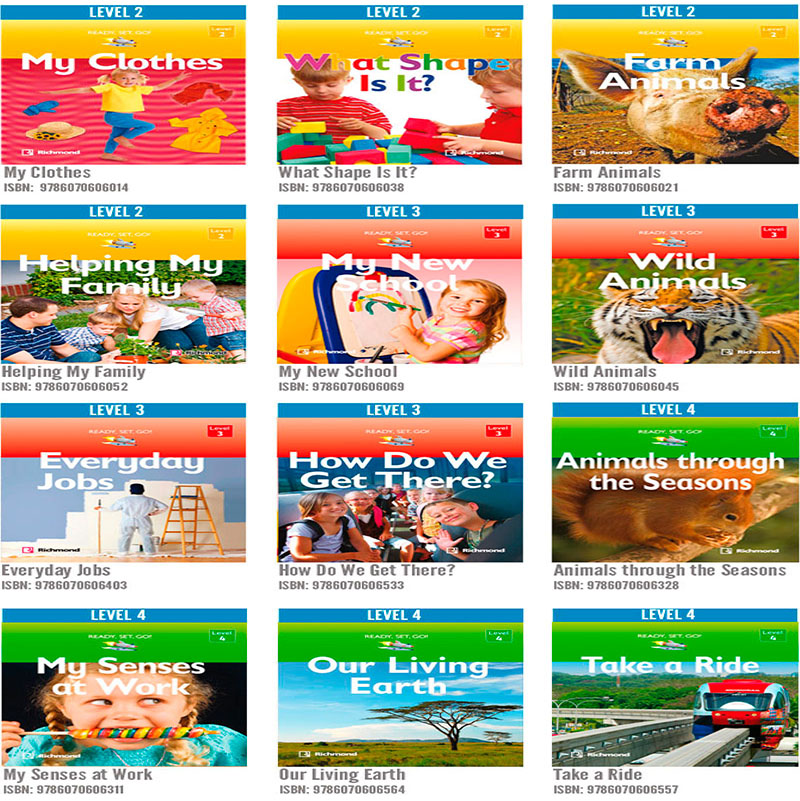 LEVEL 2
READY, SET, GO!
Level
2
My Clothes
Richmond
My Clothes
ISBN: 9786070606014
LEVEL 2
READY, SET, GO!
Level
2
What Shape
Is It?
Richmond
What Shape Is It?
ISBN: 9786070606038
LEVEL 2
READY, SET, GO!
Level
2
Farm
Animals
Richmond
Farm Animals
ISBN: 9786070606021
LEVEL 2
READY, SET, GO!
Level
2
Helping My
Family
Richmond
Helping My Family
ISBN: 9786070606052
LEVEL 3
READY, SET, GO!
Level
3
My New
School
Richmond
My New School
ISBN: 9786070606069
LEVEL 3
READY, SET, GO!
Level
3
Wild
Animals
Richmond
Wild Animals
ISBN: 9786070606045
LEVEL 3
READY, SET, GO!
Level
3
Everyday
Jobs
Richmond
Everyday Jobs
ISBN: 9786070606403
LEVEL 3
READY, SET, GO!
Level
3
How Do We
Get There?
Richmond
How Do We Get There?
ISBN: 9786070606533
LEVEL 4
READY, SET, GO!
Level
4
Animals through
the Seasons
Richmond
Animals through the Seasons
ISBN: 9786070606328
LEVEL 4
READY, SET, GO!
Level
4
My Senses
at Work
Richmond
My Senses at Work
ISBN: 9786070606311
LEVEL 4
READY, SET, GO!
Level
4
Our Living
Earth
Richmond
Our Living Earth
ISBN: 9786070606564
LEVEL 4
READY, SET, GO!
Level
4
Take a Ride
Richmond
Take a Ride
ISBN: 9786070606557